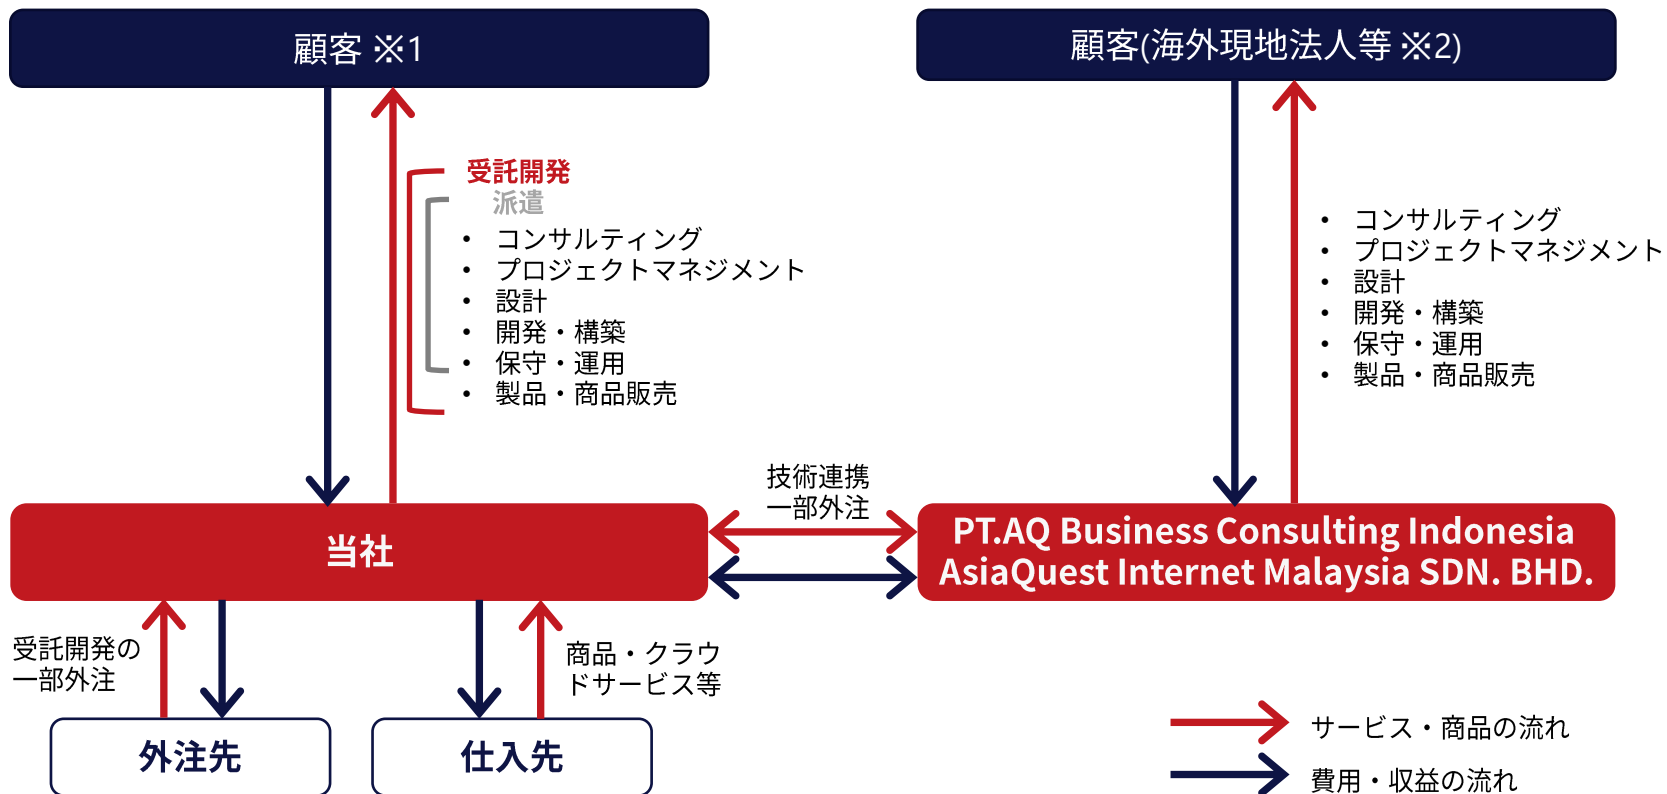 顧客 ※1
顧客(海外現地法人等 ※2)
受託開発
派遣
• コンサルティング
• プロジェクトマネジメント
• 設計
• 開発・構築
• 保守・運用
• 製品・商品販売
• コンサルティング
• プロジェクトマネジメント
• 設計
• 開発・構築
• 保守・運用
• 製品・商品販売
技術連携
一部外注
当社
PT.AQ Business Consulting Indonesia
AsiaQuest Internet Malaysia SDN. BHD.
受託開発の
一部外注
商品・クラウ
ドサービス等
外注先
仕入先
サービス・商品の流れ
費用・収益の流れ